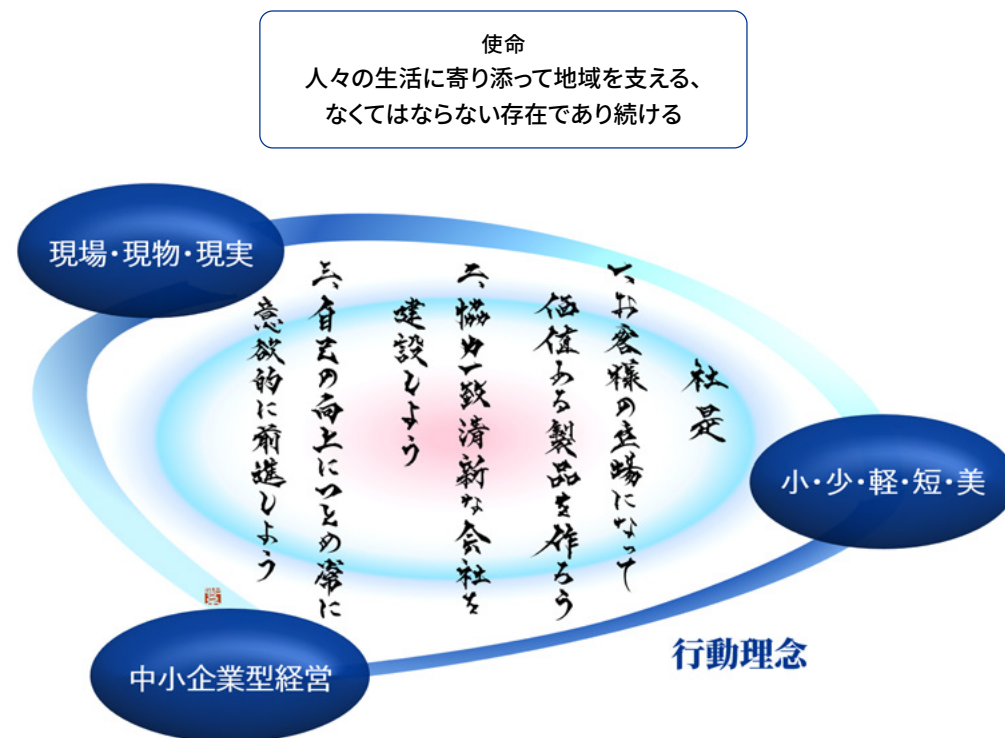 使命
人々の生活に寄り添って地域を支える、
なくてはならない存在であり続ける
現場・現物・現実
社是
一、お客様の立場になって
価値ある製品を作ろう
二、協力一致清新な会社を
建設しよう
三、自己の向上につとめ常に
意欲的に前進しよう
小・少・軽・短・美
中小企業型経営
行動理念